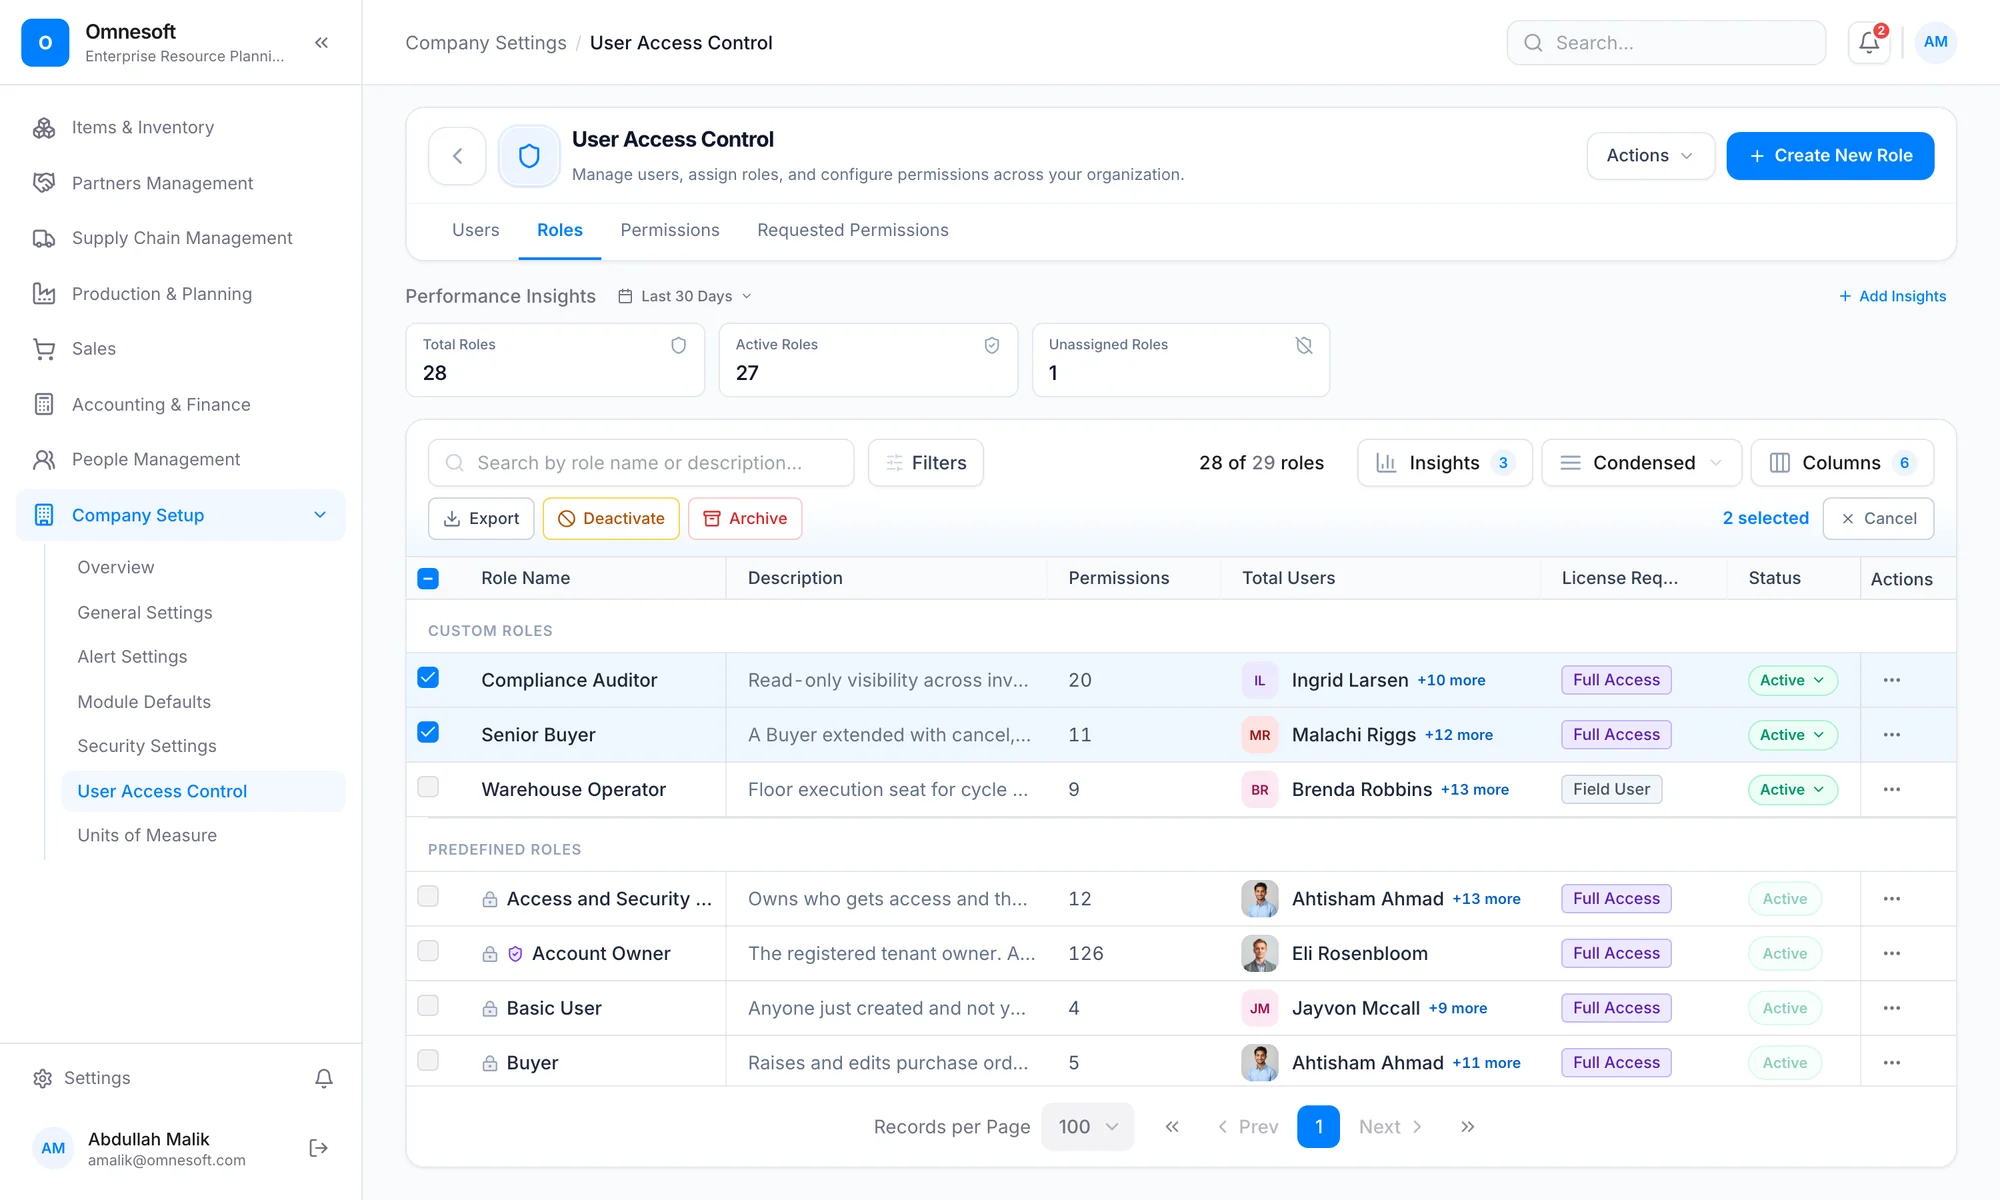 O
Omnesoft
Enterprise Resource Planni...
Items & Inventory
Partners Management
Supply Chain Management
Production & Planning
Sales
Accounting & Finance
People Management
Company Setup
Overview
General Settings
Alert Settings
Module Defaults
Security Settings
User Access Control
Units of Measure
Settings
AM
Abdullah Malik
amalik@omnesoft.com
Company Settings / User Access Control
Search...
2
AM
User Access Control
Manage users, assign roles, and configure permissions across your organization.
Actions
+ Create New Role
Users Roles Permissions Requested Permissions
Performance Insights Last 30 Days
+ Add Insights
Total Roles
28
Active Roles
27
Unassigned Roles
1
Search by role name or description...
Filters
28 of 29 roles
Insights 3
Condensed
Columns 6
Export
Deactivate
Archive
2 selected
Cancel
Role Name Description Permissions Total Users License Req... Status Actions
CUSTOM ROLES
Compliance Auditor Read-only visibility across inv... 20 IL Ingrid Larsen +10 more Full Access Active
Senior Buyer A Buyer extended with cancel,... 11 MR Malachi Riggs +12 more Full Access Active
Warehouse Operator Floor execution seat for cycle ... 9 BR Brenda Robbins +13 more Field User Active
PREDEFINED ROLES
Access and Security ... Owns who gets access and th... 12 Ahtisham Ahmad +13 more Full Access Active
Account Owner The registered tenant owner. A... 126 Eli Rosenbloom Full Access Active
Basic User Anyone just created and not y... 4 JM Jayvon Mccall +9 more Full Access Active
Buyer Raises and edits purchase ord... 5 Ahtisham Ahmad +11 more Full Access Active
Records per Page 100 Prev 1 Next